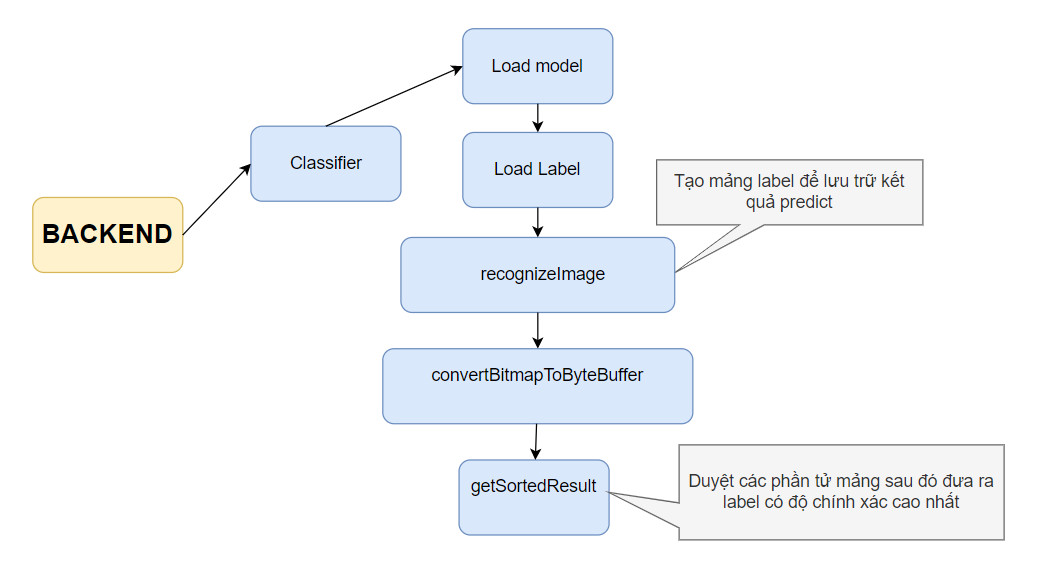 Load model
Classifier
Load Label
Tạo mảng label để lưu trữ kết
quả predict
BACKEND
recognizeImage
convertBitmapToByteBuffer
getSortedResult
Duyệt các phần tử mảng sau đó đưa ra
label có độ chính xác cao nhất